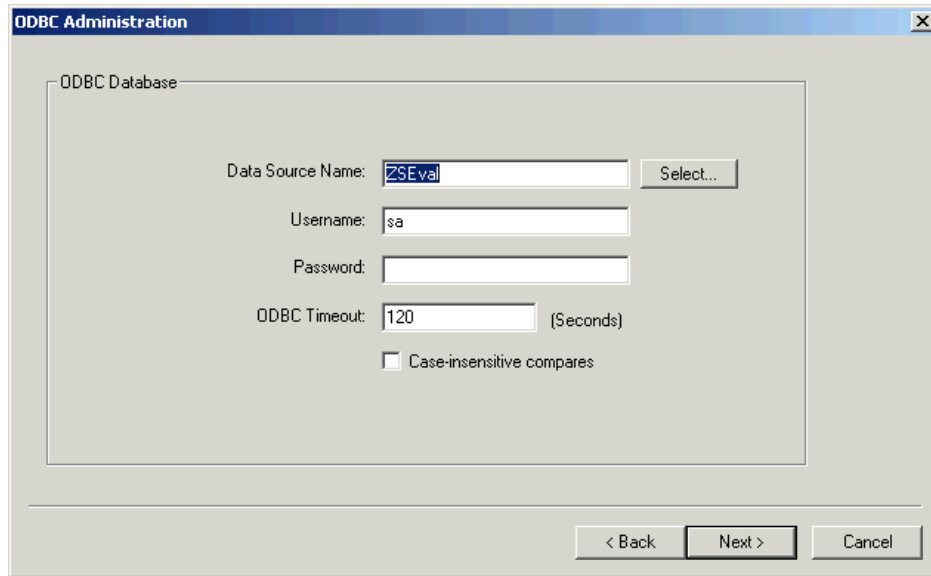 ODBC Administration
ODBC Database
Data Source Name: ZSEval Select...
Username: sa
Password:
ODBC Timeout: 120 (Seconds)
Case-insensitive compares
< Back Next > Cancel